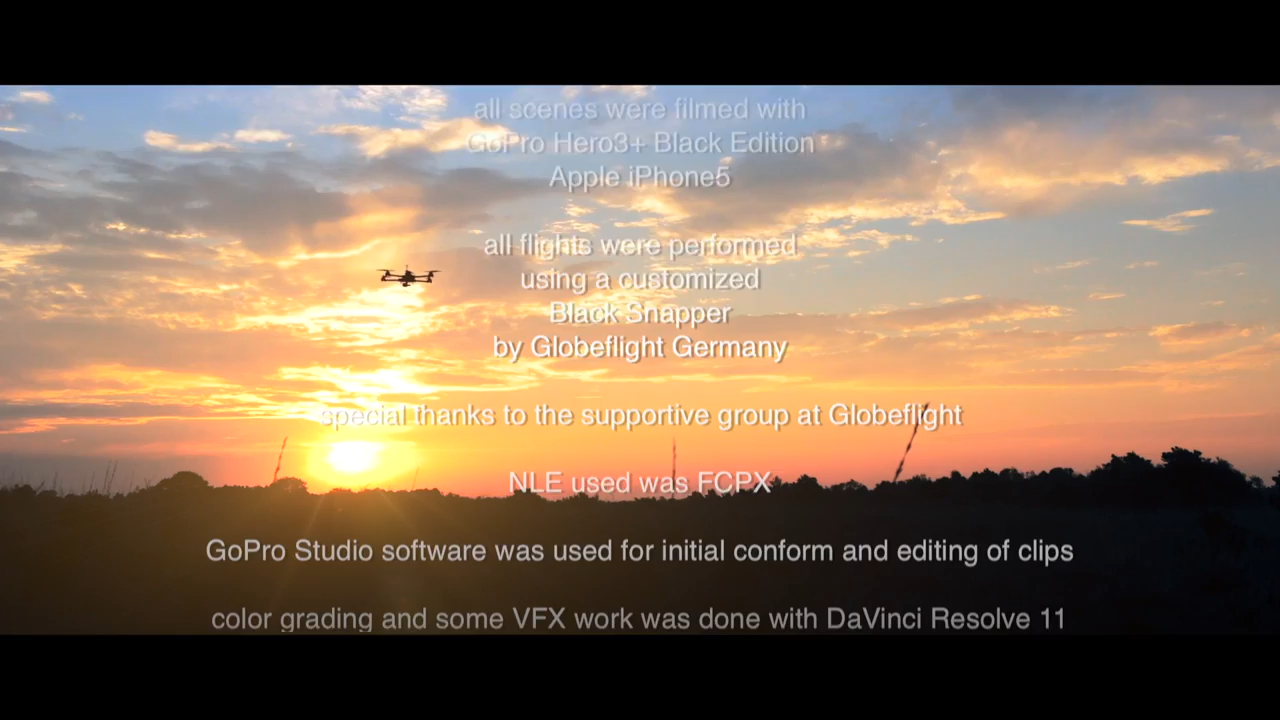 all scenes were filmed with
GoPro Hero3+ Black Edition
Apple iPhone5
all flights were performed
using a customized
Black Snapper
by Globeflight Germany
special thanks to the supportive group at Globeflight
NLE used was FCPX
GoPro Studio software was used for initial conform and editing of clips
color grading and some VFX work was done with DaVinci Resolve 11